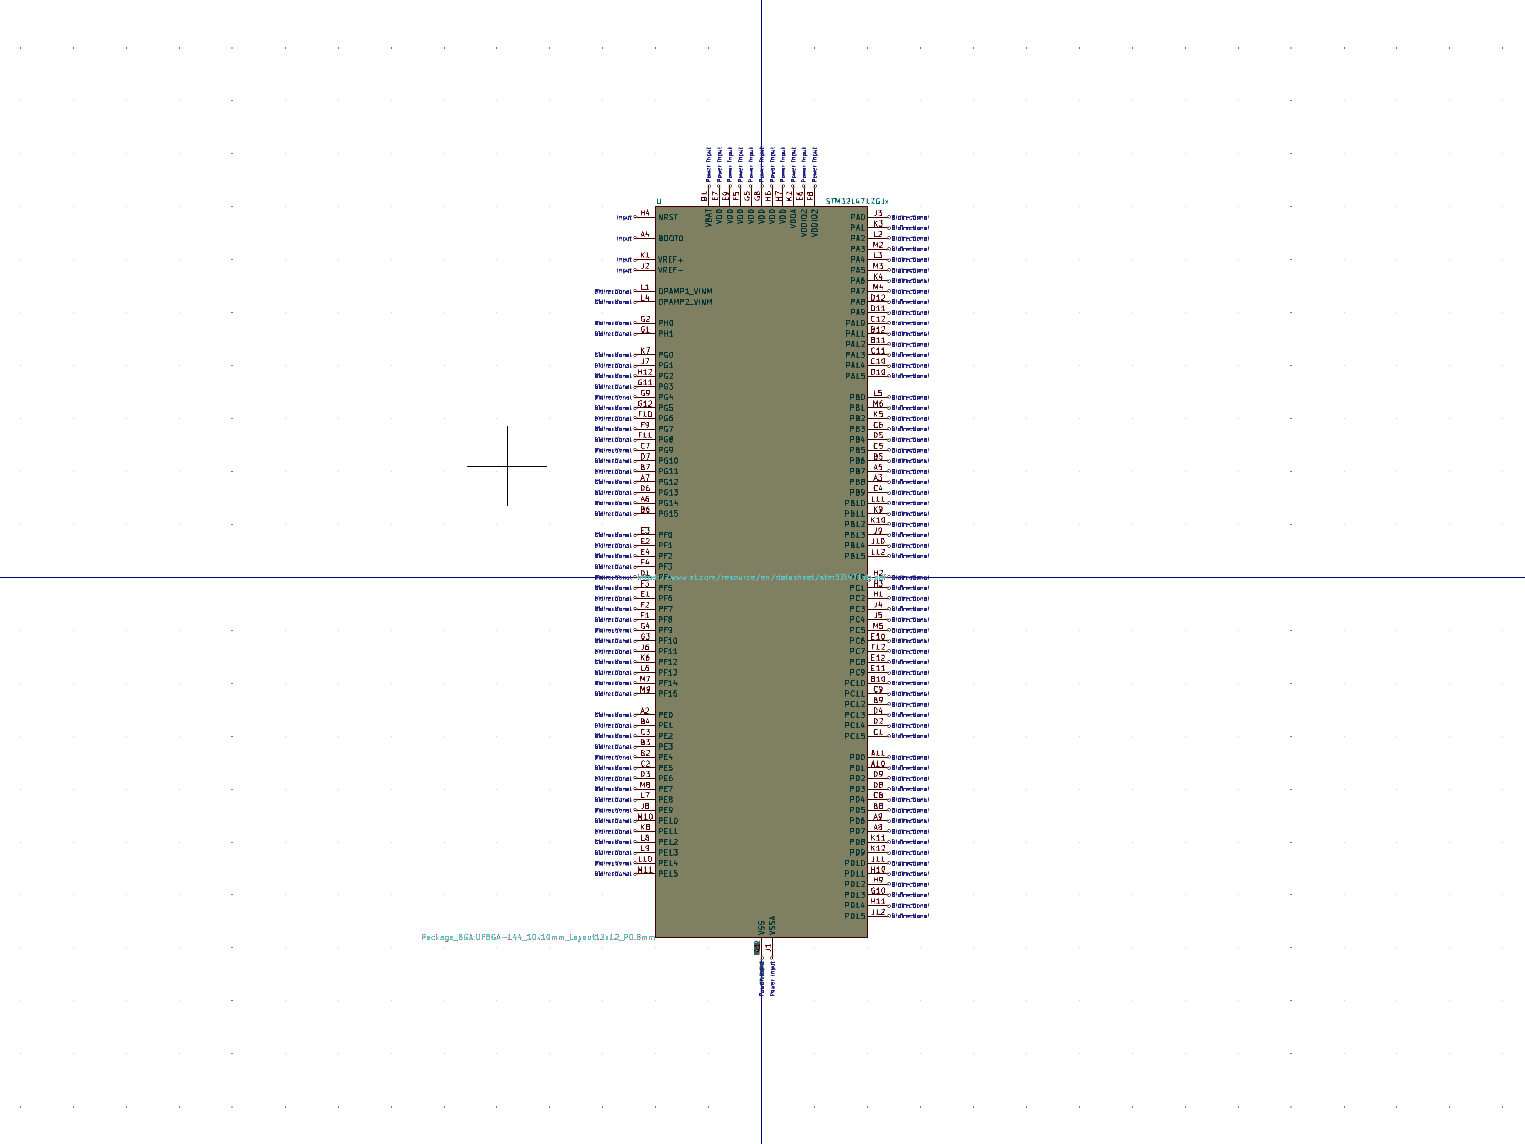 Power Input Power Input Power Input Power Input Power Input Power Input Power Input Power Input Power Input Power Input Power Input
B1 E7 E9 F5 G5 G8 H6 H7 K2 E6 F8
U
VBAT VDD VDD VDD VDD VDD VDD VDD VDDA VDDIO2 VDDIO2
Input H4 NRST PA0 J3 Bidirectional
PA1 K3 Bidirectional
Input A4 BOOT0 PA2 L2 Bidirectional
PA3 M2 Bidirectional
Input K1 VREF+ PA4 L3 Bidirectional
Input J2 VREF- PA5 M3 Bidirectional
PA6 K4 Bidirectional
Bidirectional L1 OPAMP1_VINM PA7 M4 Bidirectional
Bidirectional L4 OPAMP2_VINM PA8 D12 Bidirectional
PA9 D11 Bidirectional
Bidirectional G2 PH0 PA10 C12 Bidirectional
Bidirectional G1 PH1 PA11 B12 Bidirectional
PA12 B11 Bidirectional
Bidirectional K7 PG0 PA13 C11 Bidirectional
Bidirectional J7 PG1 PA14 C10 Bidirectional
Bidirectional H12 PG2 PA15 D10 Bidirectional
Bidirectional G11 PG3
Bidirectional G9 PG4 PB0 L5 Bidirectional
Bidirectional G12 PG5 PB1 M6 Bidirectional
Bidirectional F10 PG6 PB2 K5 Bidirectional
Bidirectional F9 PG7 PB3 C6 Bidirectional
Bidirectional F11 PG8 PB4 D5 Bidirectional
Bidirectional C7 PG9 PB5 C5 Bidirectional
Bidirectional D7 PG10 PB6 B5 Bidirectional
Bidirectional B7 PG11 PB7 A5 Bidirectional
Bidirectional A7 PG12 PB8 A3 Bidirectional
Bidirectional D6 PG13 PB9 C4 Bidirectional
Bidirectional A6 PG14 PB10 L11 Bidirectional
Bidirectional B6 PG15 PB11 K9 Bidirectional
PB12 K10 Bidirectional
Bidirectional E3 PF0 PB13 J9 Bidirectional
Bidirectional E2 PF1 PB14 J10 Bidirectional
Bidirectional E4 PF2 PB15 L12 Bidirectional
Bidirectional F4 PF3
Bidirectional D1 H2 Bidirectional
Bidirectional F3 PF5 PC1 H3 Bidirectional
Bidirectional E1 PF6 PC2 H1 Bidirectional
Bidirectional F2 PF7 PC3 J4 Bidirectional
Bidirectional F1 PF8 PC4 J5 Bidirectional
Bidirectional G4 PF9 PC5 M5 Bidirectional
Bidirectional G3 PF10 PC6 E10 Bidirectional
Bidirectional J6 PF11 PC7 F12 Bidirectional
Bidirectional K6 PF12 PC8 E12 Bidirectional
Bidirectional L6 PF13 PC9 E11 Bidirectional
Bidirectional M7 PF14 PC10 B10 Bidirectional
Bidirectional M9 PF15 PC11 C9 Bidirectional
PC12 B9 Bidirectional
Bidirectional A2 PE0 PC13 D4 Bidirectional
Bidirectional B4 PE1 PC14 D2 Bidirectional
Bidirectional C3 PE2 PC15 C1 Bidirectional
Bidirectional B3 PE3
Bidirectional B2 PE4 PD0 A11 Bidirectional
Bidirectional C2 PE5 PD1 A10 Bidirectional
Bidirectional D3 PE6 PD2 D9 Bidirectional
Bidirectional M8 PE7 PD3 D8 Bidirectional
Bidirectional L7 PE8 PD4 C8 Bidirectional
Bidirectional J8 PE9 PD5 B8 Bidirectional
Bidirectional M10 PE10 PD6 A9 Bidirectional
Bidirectional K8 PE11 PD7 A8 Bidirectional
Bidirectional L8 PE12 PD8 K11 Bidirectional
Bidirectional L9 PE13 PD9 K12 Bidirectional
Bidirectional L10 PE14 PD10 J11 Bidirectional
Bidirectional M11 PE15 PD11 H10 Bidirectional
PD12 H9 Bidirectional
PD13 G10 Bidirectional
PD14 H11 Bidirectional
PD15 J12 Bidirectional
VSS VSSA
Package_BGA:UFBGA-144_10x10mm_Layout12x12_P0.8mm
J1
Power Input